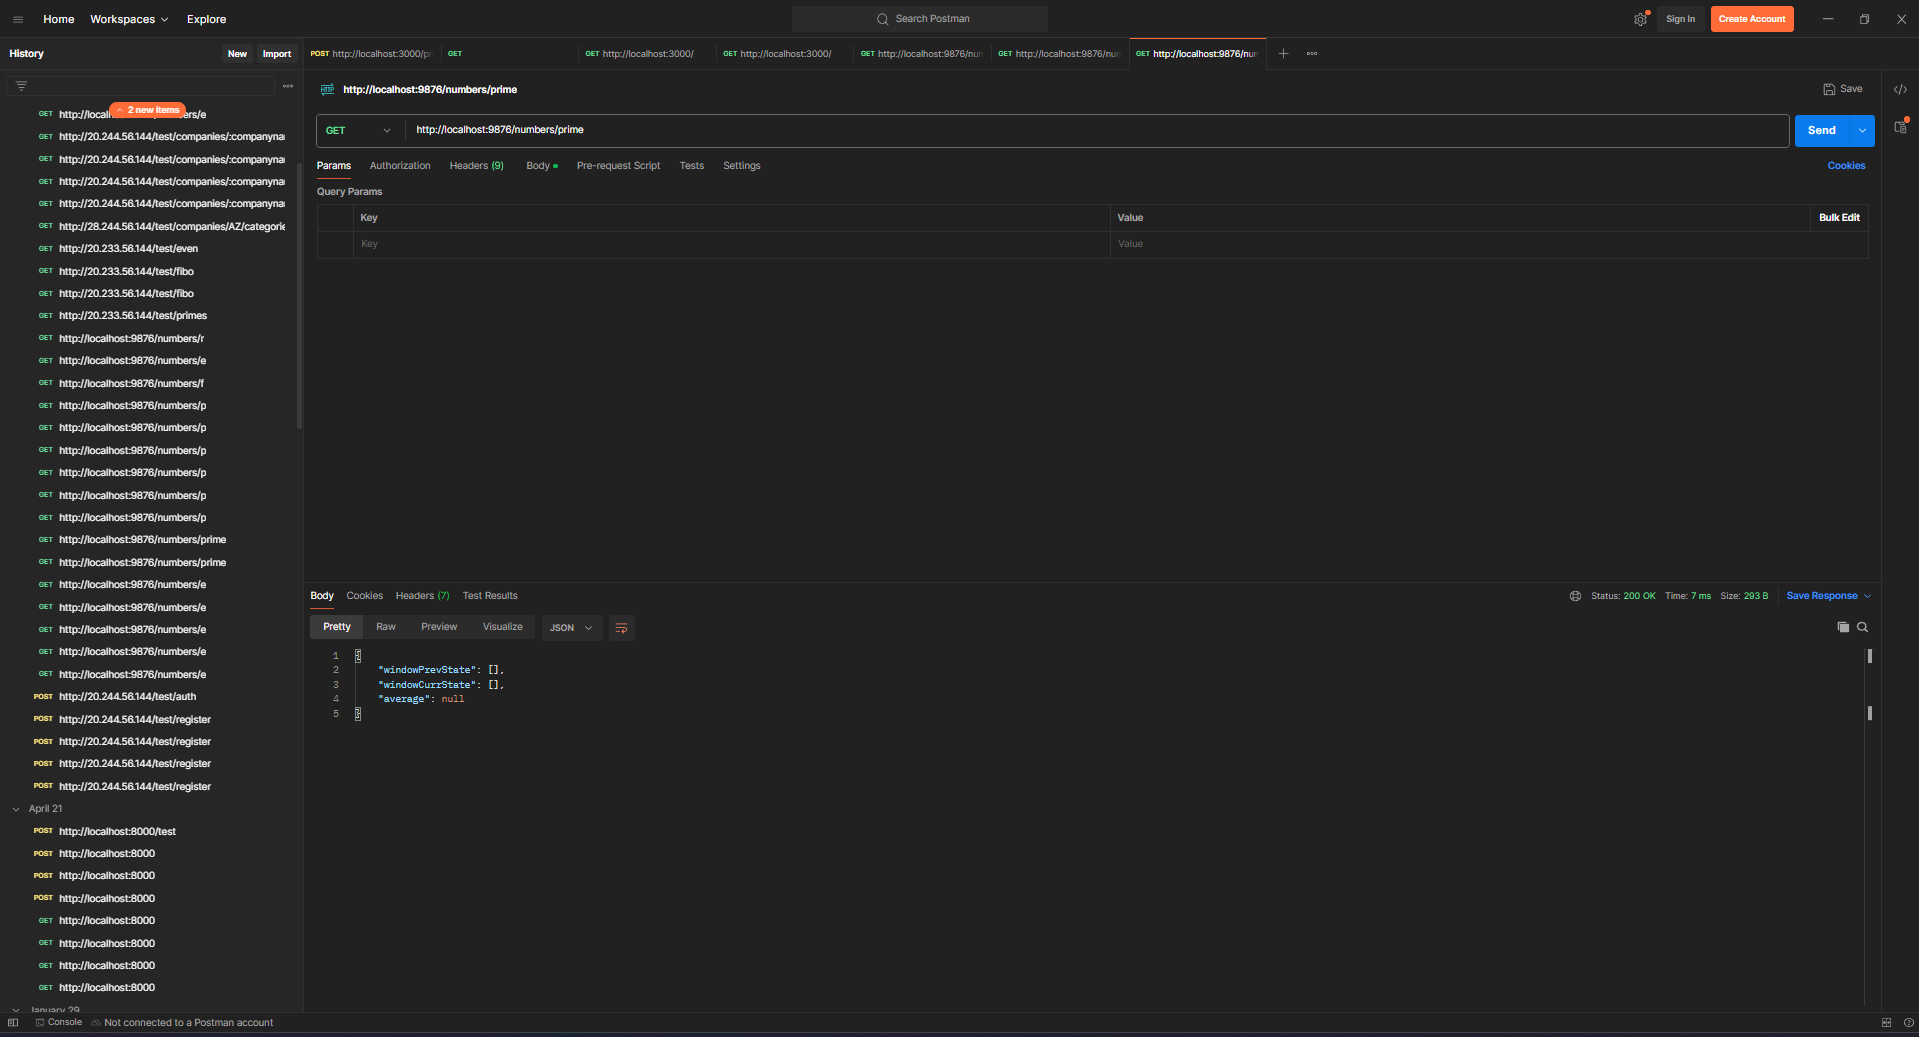 Home Workspaces Explore Search Postman Sign In Create Account
History New Import
POST http://localhost:3000/pr GET GET http://localhost:3000/ GET http://localhost:3000/ GET http://localhost:9876/nun GET http://localhost:9876/nun GET http://localhost:9876/nun
2 new items
GET http://local rs/e
GET http://20.244.56.144/test/companies/:companynar
GET http://20.244.56.144/test/companies/:companynar
GET http://20.244.56.144/test/companies/:companynar
GET http://20.244.56.144/test/companies/:companynar
GET http://28.244.56.144/test/companies/AZ/categorie
GET http://20.233.56.144/test/even
GET http://20.233.56.144/test/fibo
GET http://20.233.56.144/test/fibo
GET http://20.233.56.144/test/primes
GET http://localhost:9876/numbers/r
GET http://localhost:9876/numbers/e
GET http://localhost:9876/numbers/f
GET http://localhost:9876/numbers/p
GET http://localhost:9876/numbers/p
GET http://localhost:9876/numbers/p
GET http://localhost:9876/numbers/p
GET http://localhost:9876/numbers/p
GET http://localhost:9876/numbers/p
GET http://localhost:9876/numbers/prime
GET http://localhost:9876/numbers/prime
GET http://localhost:9876/numbers/e
GET http://localhost:9876/numbers/e
GET http://localhost:9876/numbers/e
GET http://localhost:9876/numbers/e
GET http://localhost:9876/numbers/e
POST http://20.244.56.144/test/auth
POST http://20.244.56.144/test/register
POST http://20.244.56.144/test/register
POST http://20.244.56.144/test/register
POST http://20.244.56.144/test/register
April 21
POST http://localhost:8000/test
POST http://localhost:8000
POST http://localhost:8000
POST http://localhost:8000
GET http://localhost:8000
GET http://localhost:8000
GET http://localhost:8000
GET http://localhost:8000
January 29
HTTP http://localhost:9876/numbers/prime Save
GET http://localhost:9876/numbers/prime Send
Params Authorization Headers (9) Body Pre-request Script Tests Settings Cookies
Query Params
Key Value Bulk Edit
Key Value
Body Cookies Headers (7) Test Results Status: 200 OK Time: 7 ms Size: 293 B Save Response
Pretty Raw Preview Visualize JSON
1 {
2 "windowPrevState": [],
3 "windowCurrState": [],
4 "average": null
5 }
Console Not connected to a Postman account